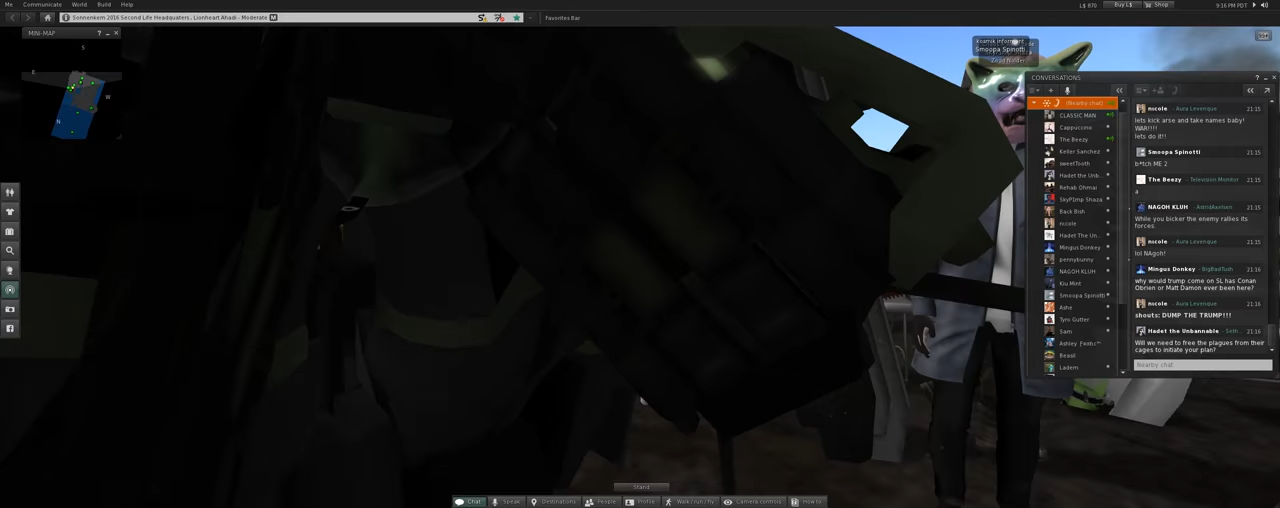 Me Communicate World Build Help
L$ 870 Buy L$ Shop 9:16 PM PDT
Sonnenkern 2016 Second Life Headquaters , Lionheart Ahadi - Moderate M
Favorites Bar
MINI-MAP
S
E
W
N
Smoopa Spinotti
CONVERSATIONS
(Nearby chat)
CLASSIC MAN
Cappuccino
The Beezy
Keller Sanchez
sweetTooth
Hadet the Unb...
Rehab Ohmai
SkyP1mp Shaza
Back Bish
nicole
Hadet The Un...
Mingus Donkey
pennybunny
NAGOH KLUH
Klu Mint
Smoopa Spinotti
Ashe
Tyni Gutter
Sam
Ashley
Beasil
Ladem
nicole - Aura Levenque 21:15
lets kick arse and take names baby!
WAR!!!!
lets do it!!
Smoopa Spinotti 21:15
b*tch ME 2
The Beezy - Television.Monitor 21:15
a
NAGOH KLUH - AstridAxelsen 21:15
While you bicker the enemy rallies its
forces.
nicole - Aura Levenque 21:15
lol NAgoh!
Mingus Donkey - BigBadTush 21:16
why would trump come on SL has Conan
Obrien or Matt Damon ever been here?
nicole - Aura Levenque 21:16
shouts: DUMP THE TRUMP!!!
Hadet the Unbannable - Seth... 21:16
Will we need to free the plagues from their
cages to initiate your plan?
Nearby chat
Stand
Chat Speak Destinations People Profile Walk / run / fly Camera controls How to